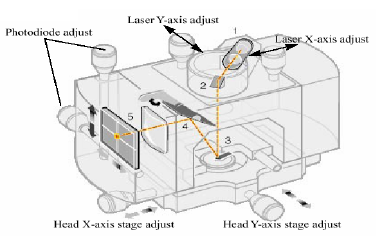 Laser Y-axis adjust
1
Photodiode adjust
Laser X-axis adjust
2
5
4
3
Head X-axis stage adjust
Head Y-axis stage adjust